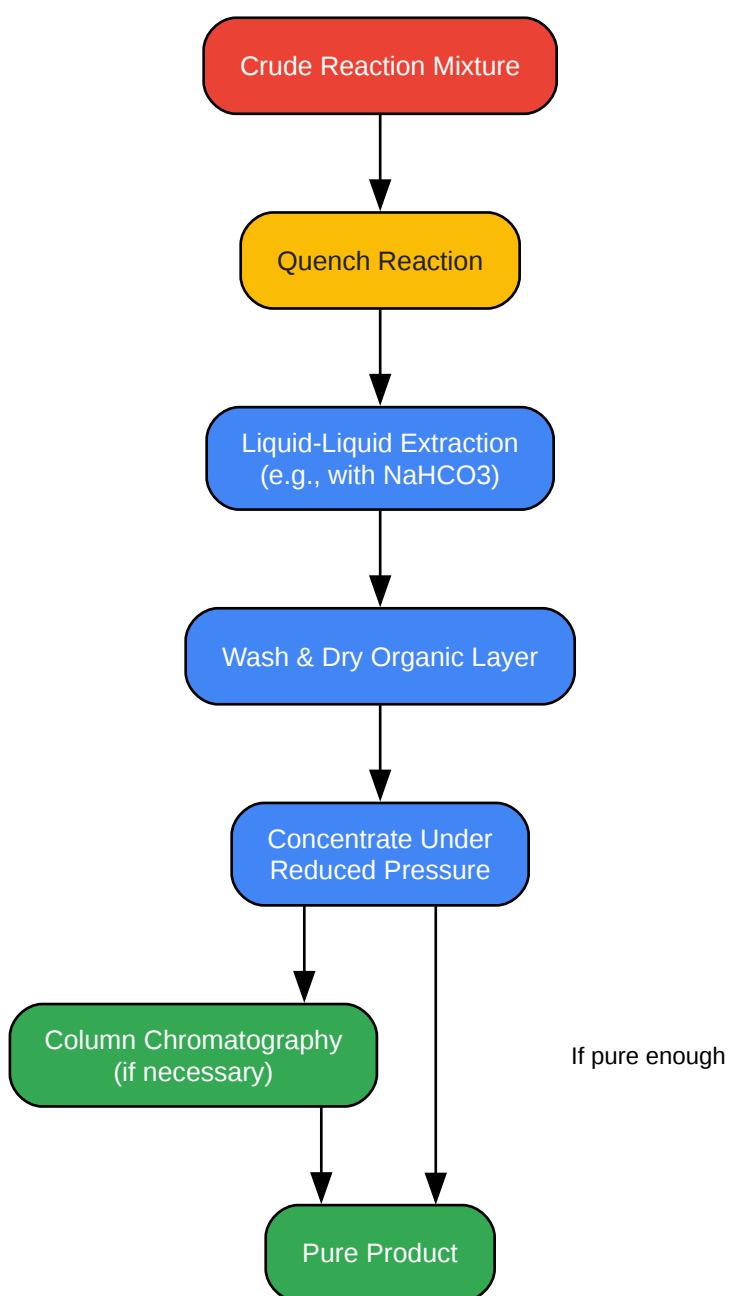 Crude Reaction Mixture
Quench Reaction
Liquid-Liquid Extraction
(e.g., with NaHCO3)
Wash & Dry Organic Layer
Concentrate Under
Reduced Pressure
Column Chromatography
(if necessary)
If pure enough
Pure Product